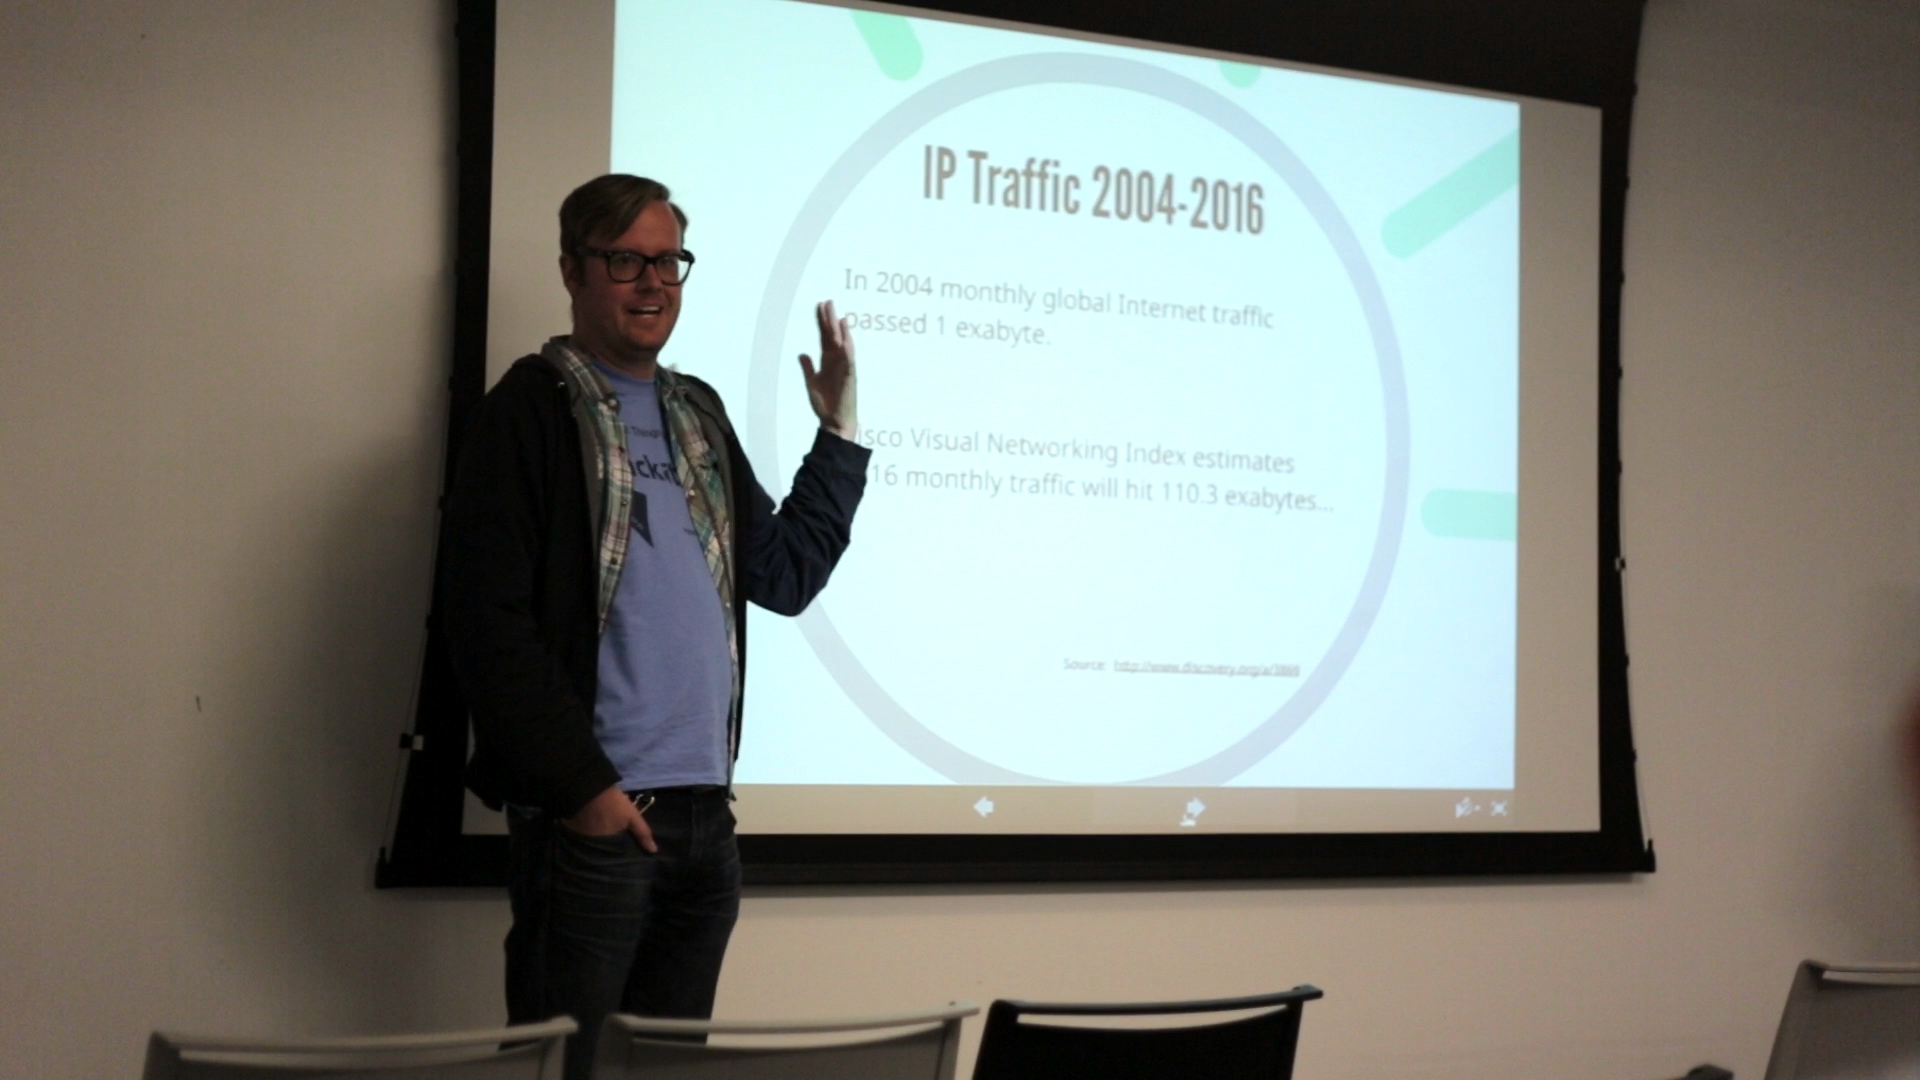 IP Traffic 2004-2016
In 2004 monthly global Internet traffic
passed 1 exabyte.
isco Visual Networking Index estimates
16 monthly traffic will hit 110.3 exabytes...
Source: